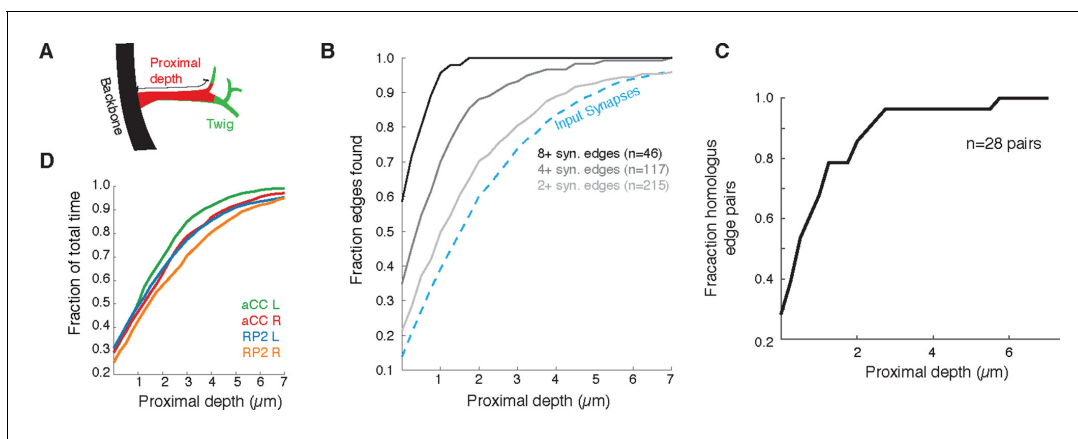 A
Proximal
depth
Backbone
Twig
B
1.0
0.9
0.8
0.7
0.6
0.5
0.4
0.3
0.2
0.1
Fraction edges found
Input Synapses
8+ syn. edges (n=46)
4+ syn. edges (n=117)
2+ syn. edges (n=215)
1 2 3 4 5 6 7
Proximal depth (µm)
C
1.0
0.8
0.6
0.4
0.2
Fracaction homologus
edge pairs
n=28 pairs
2 4 6
Proximal depth (µm)
D
1.0
0.9
0.8
0.7
0.6
0.5
0.4
0.3
0.2
Fraction of total time
aCC L
aCC R
RP2 L
RP2 R
1 2 3 4 5 6 7
Proximal depth (µm)